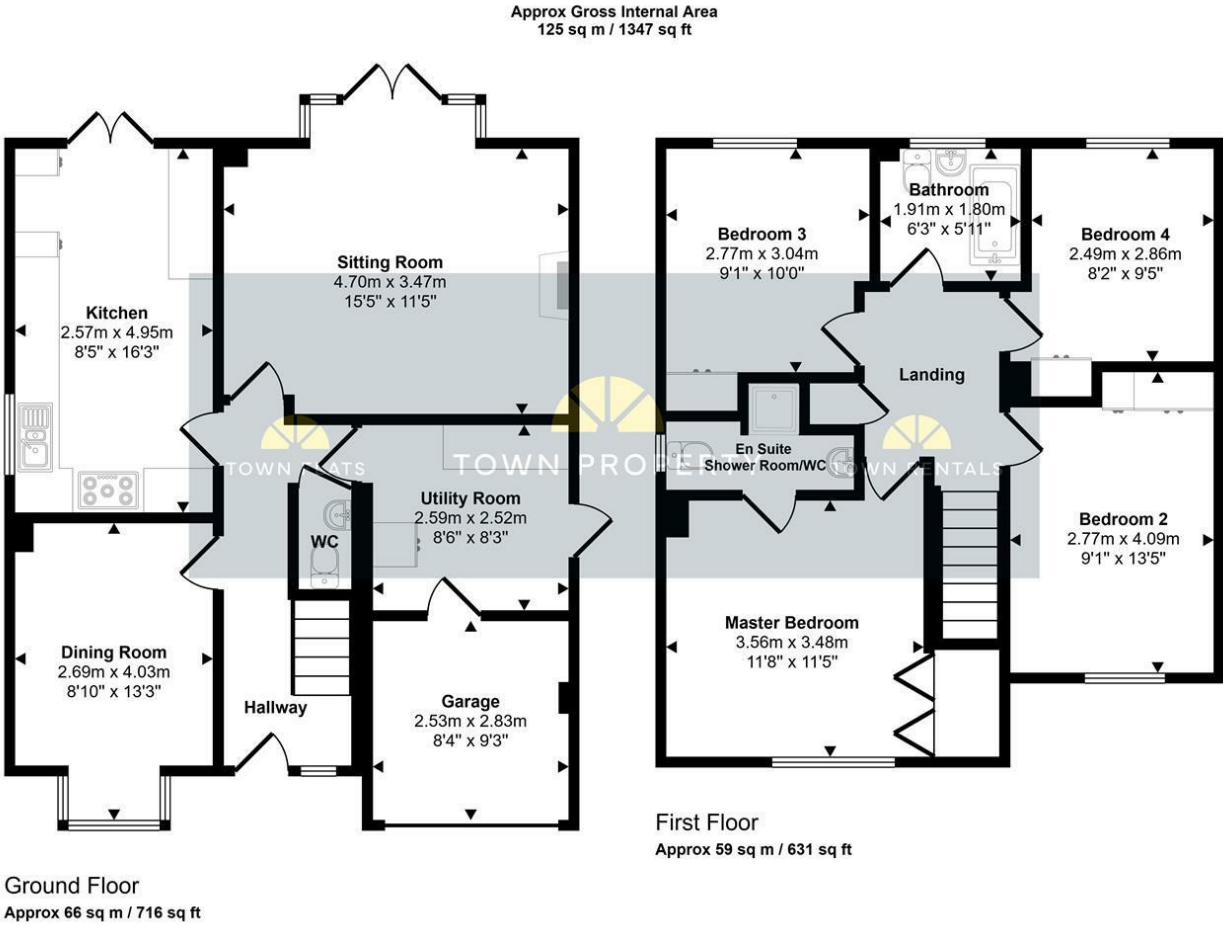 Approx Gross Internal Area
125 sq m / 1347 sq ft
Sitting Room
4.70m x 3.47m
15'5" x 11'5"
Kitchen
2.57m x 4.95m
8'5" x 16'3"
Utility Room
2.59m x 2.52m
8'6" x 8'3"
WC
Dining Room
2.69m x 4.03m
8'10" x 13'3"
Hallway
Garage
2.53m x 2.83m
8'4" x 9'3"
Ground Floor
Approx 66 sq m / 716 sq ft
Bedroom 3
2.77m x 3.04m
9'1" x 10'0"
Bathroom
1.91m x 1.80m
6'3" x 5'11"
Bedroom 4
2.49m x 2.86m
8'2" x 9'5"
Landing
En Suite
Shower Room/WC
Bedroom 2
2.77m x 4.09m
9'1" x 13'5"
Master Bedroom
3.56m x 3.48m
11'8" x 11'5"
First Floor
Approx 59 sq m / 631 sq ft
TOWN PROPERTY
TOWN RENTALS
TOWN